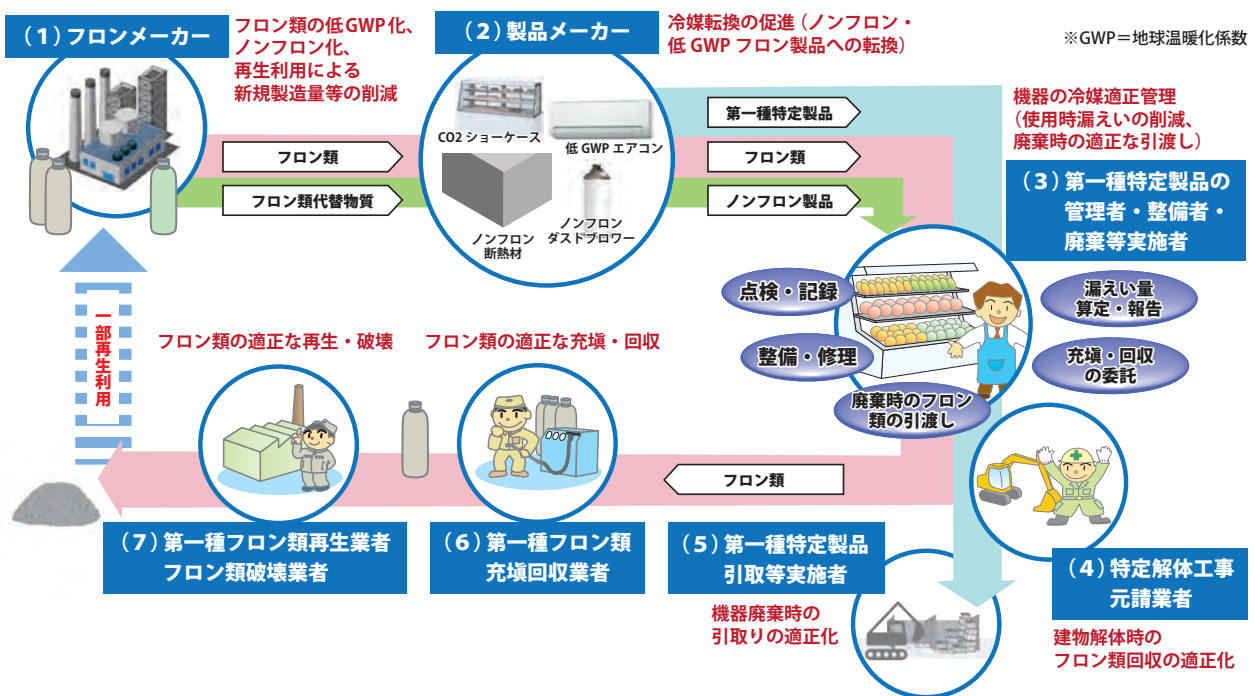 （1）フロンメーカー
フロン類の低GWP化、
ノンフロン化、
再生利用による
新規製造量等の削減
（2）製品メーカー
冷媒転換の促進（ノンフロン・
低GWPフロン製品への転換）
※GWP＝地球温暖化係数
CO2ショーケース
低GWPエアコン
ノンフロン
断熱材
ノンフロン
ダストブロワー
フロン類
フロン類代替物質
第一種特定製品
フロン類
ノンフロン製品
機器の冷媒適正管理
（使用時漏えいの削減、
廃棄時の適正な引渡し）
（3）第一種特定製品の
管理者・整備者・
廃棄等実施者
点検・記録
整備・修理
廃棄時のフロン
類の引渡し
漏えい量
算定・報告
充塡・回収
の委託
一部再生利用
フロン類の適正な再生・破壊
フロン類の適正な充塡・回収
フロン類
（7）第一種フロン類再生業者
フロン類破壊業者
（6）第一種フロン類
充塡回収業者
（5）第一種特定製品
引取等実施者
機器廃棄時の
引取りの適正化
（4）特定解体工事
元請業者
建物解体時の
フロン類回収の適正化